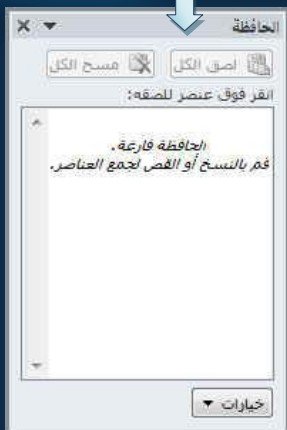 الحافظة
لصق الكل
مسح الكل
انقر فوق عنصر للصقه:
الحافظة فارغة.
قم بالنسخ أو القص لجمع العناصر.
خيارات